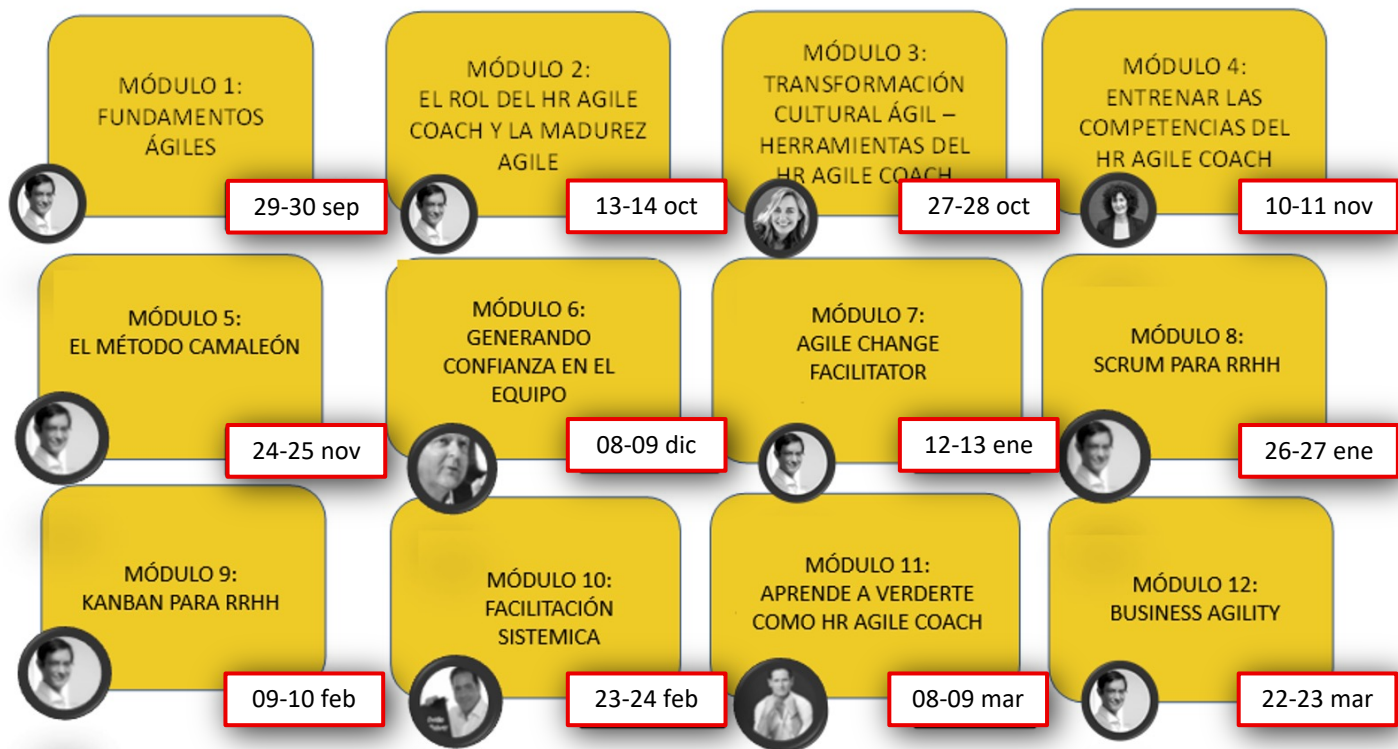 MÓDULO 1:
FUNDAMENTOS
ÁGILES
29-30 sep
MÓDULO 2:
EL ROL DEL HR AGILE
COACH Y LA MADUREZ
AGILE
13-14 oct
MÓDULO 3:
TRANSFORMACIÓN
CULTURAL ÁGIL –
HERRAMIENTAS DEL
HR AGILE COACH
27-28 oct
MÓDULO 4:
ENTRENAR LAS
COMPETENCIAS DEL
HR AGILE COACH
10-11 nov
MÓDULO 5:
EL MÉTODO CAMALEÓN
24-25 nov
MÓDULO 6:
GENERANDO
CONFIANZA EN EL
EQUIPO
08-09 dic
MÓDULO 7:
AGILE CHANGE
FACILITATOR
12-13 ene
MÓDULO 8:
SCRUM PARA RRHH
26-27 ene
MÓDULO 9:
KANBAN PARA RRHH
09-10 feb
MÓDULO 10:
FACILITACIÓN
SISTEMICA
23-24 feb
MÓDULO 11:
APRENDE A VERDERTE
COMO HR AGILE COACH
08-09 mar
MÓDULO 12:
BUSINESS AGILITY
22-23 mar